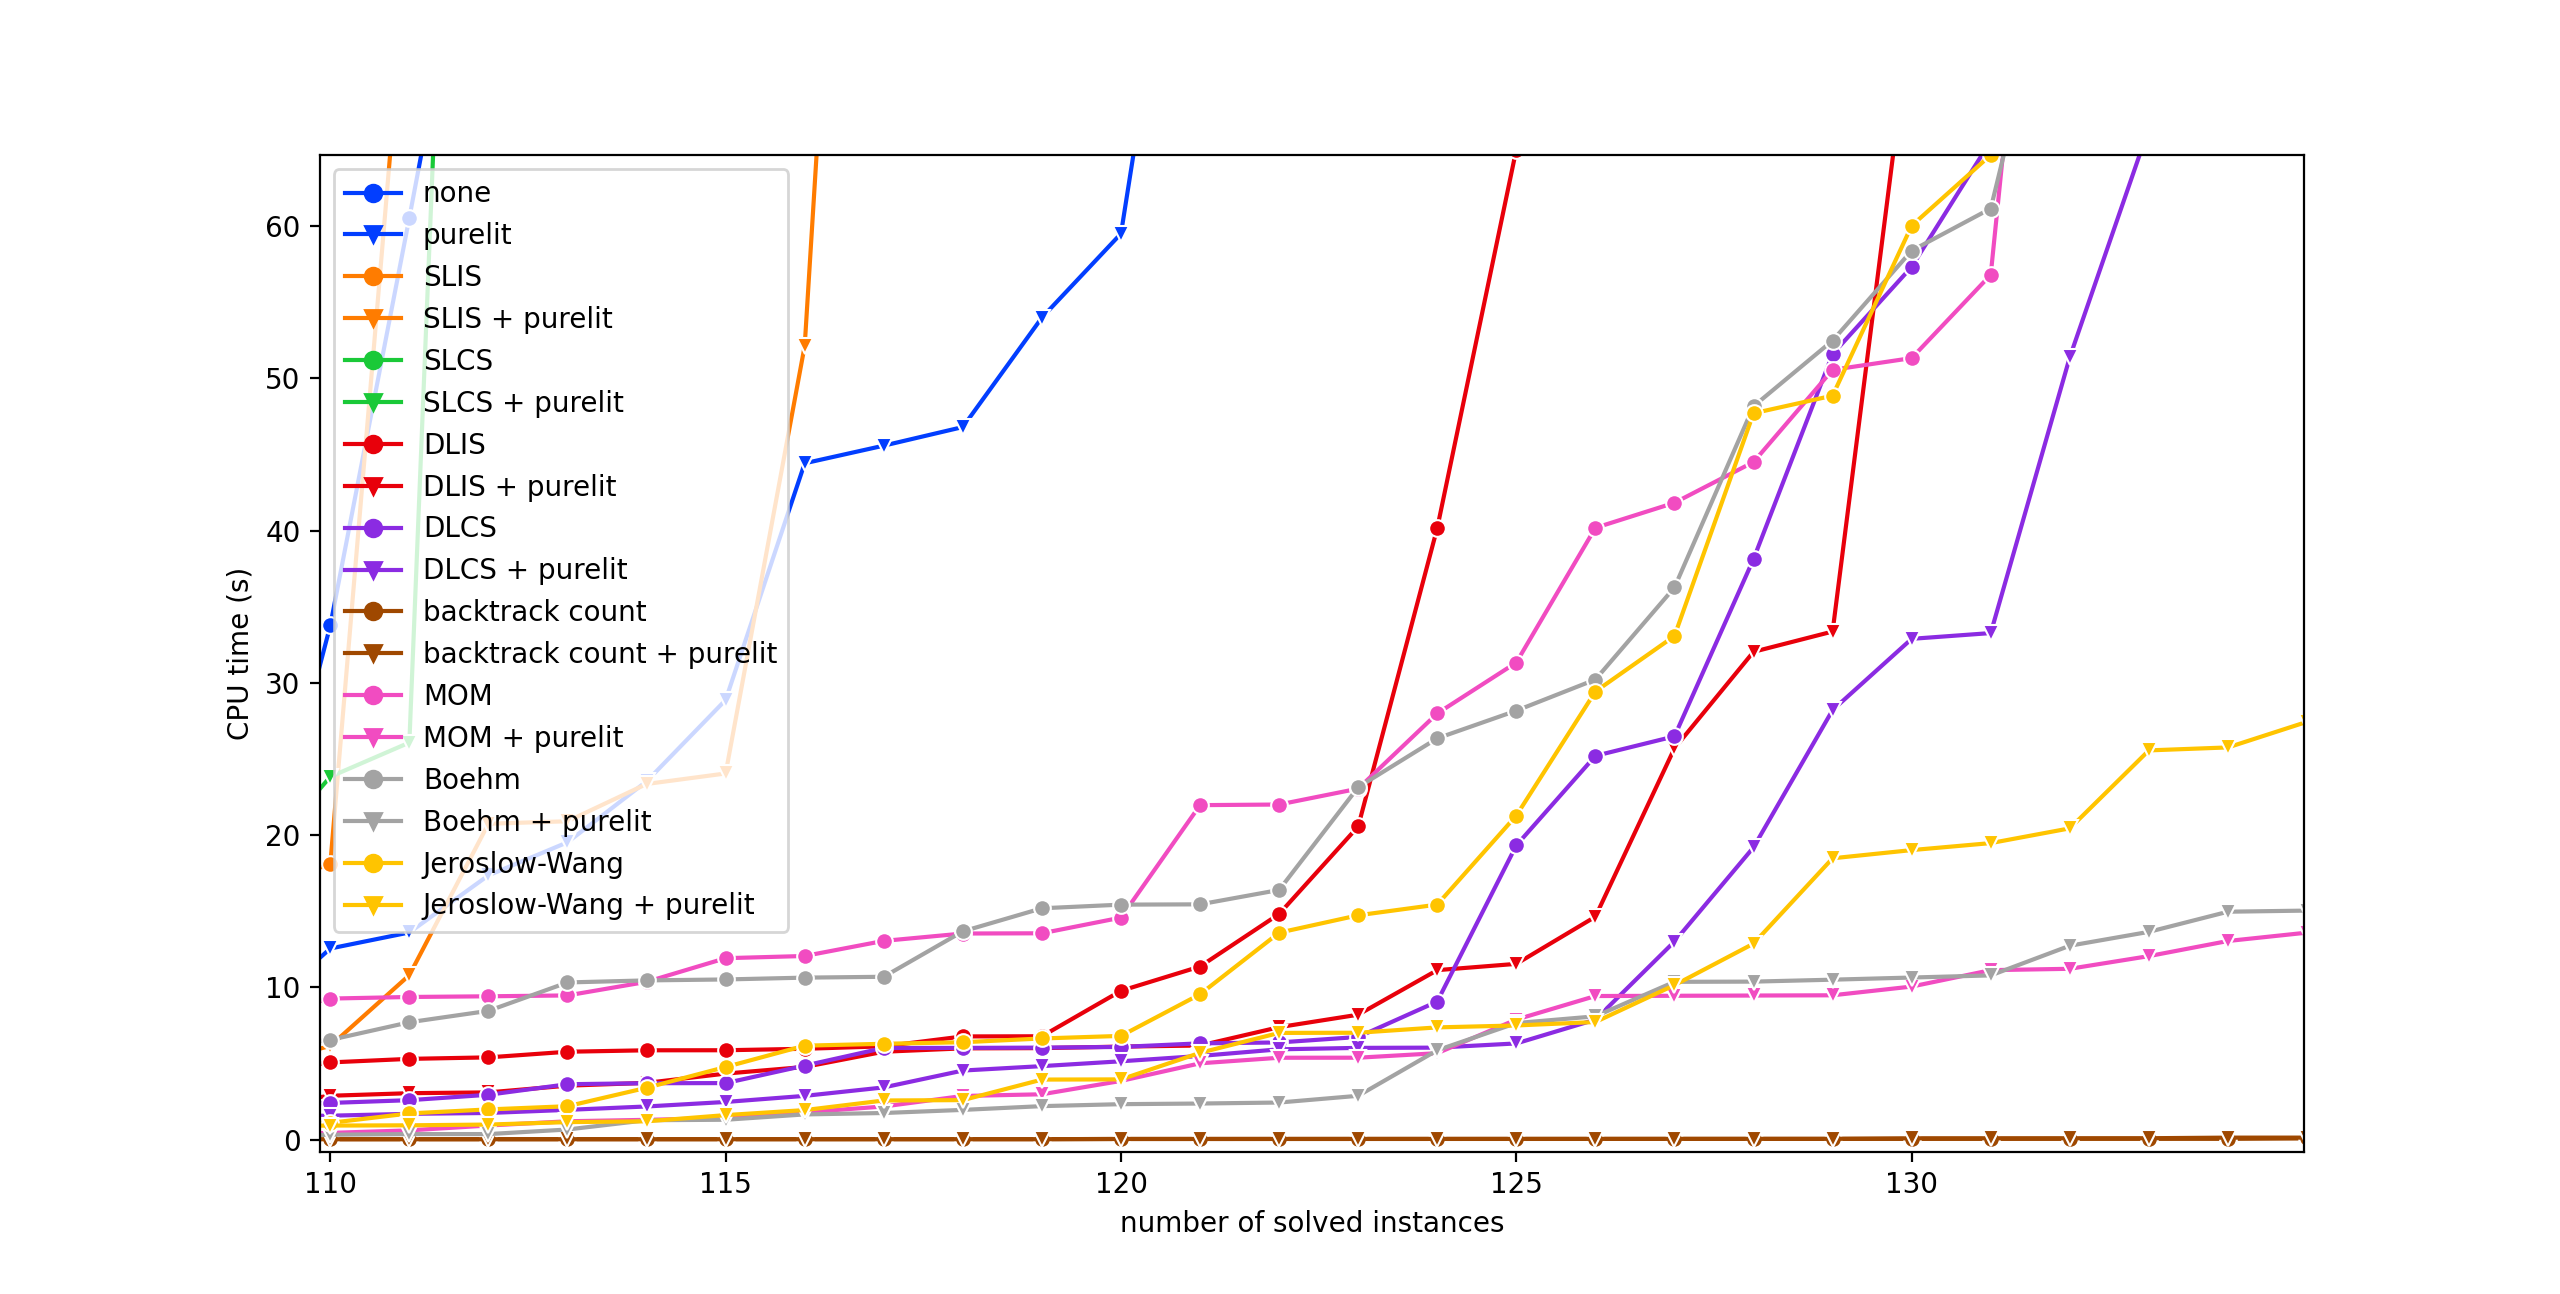 none
purelit
SLIS
SLIS + purelit
SLCS
SLCS + purelit
DLIS
DLIS + purelit
DLCS
DLCS + purelit
backtrack count
backtrack count + purelit
MOM
MOM + purelit
Boehm
Boehm + purelit
Jeroslow-Wang
Jeroslow-Wang + purelit
60
50
40
30
20
10
0
CPU time (s)
110 115 120 125 130
number of solved instances